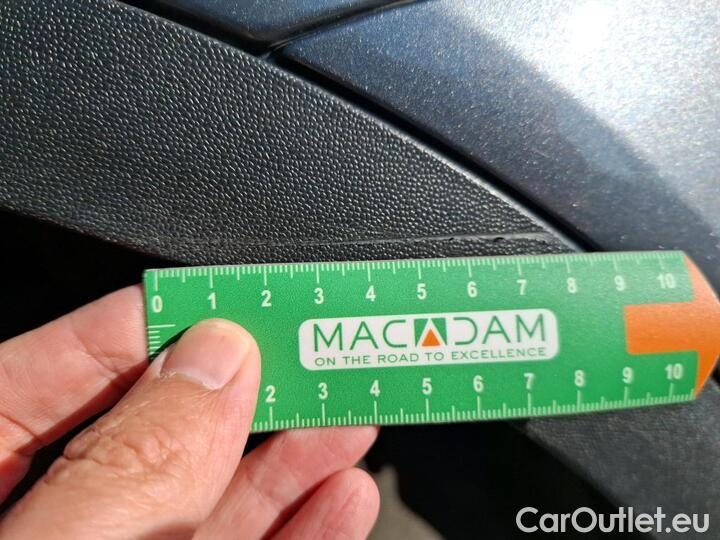 0 1 2 3 4 5 6 7 8 9 10
MACADAM
ON THE ROAD TO EXCELLENCE
2 3 4 5 6 7 8 9 10
CarOutlet.eu